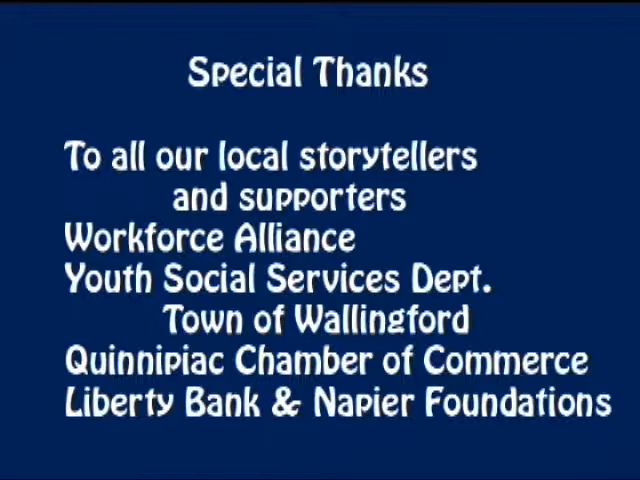 Special Thanks
To all our local storytellers
and supporters
Workforce Alliance
Youth Social Services Dept.
Town of Wallingford
Quinnipiac Chamber of Commerce
Liberty Bank & Napier Foundations